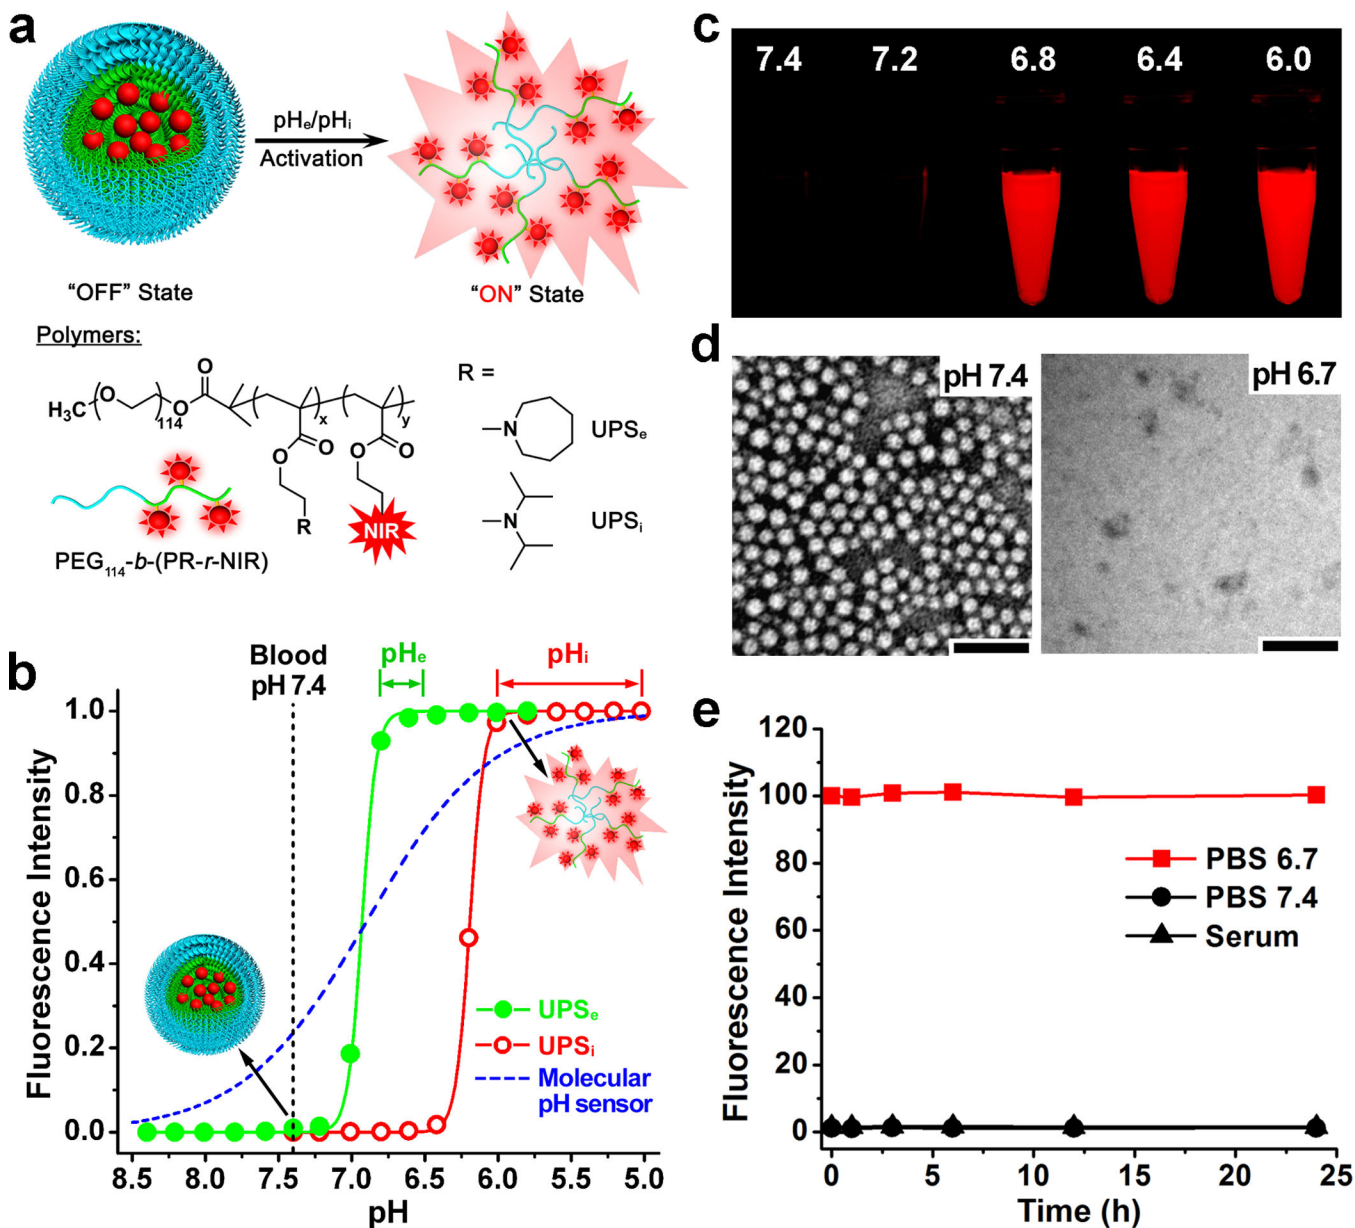 a
pHe/pHi
Activation
“OFF” State
“ON” State
Polymers:
H3C
O
114
O
O
x
y
O
O
O
O
R
NIR
PEG114-b-(PR-r-NIR)
R =
N
UPSe
N
UPSi
b
Blood
pH 7.4
pHe
pHi
Fluorescence Intensity
1.0
0.8
0.6
0.4
0.2
0.0
UPSe
UPSi
Molecular
pH sensor
8.5 8.0 7.5 7.0 6.5 6.0 5.5 5.0
pH
c
7.4 7.2 6.8 6.4 6.0
d
pH 7.4
pH 6.7
e
Fluorescence Intensity
120
100
80
60
40
20
0
PBS 6.7
PBS 7.4
Serum
0 5 10 15 20 25
Time (h)